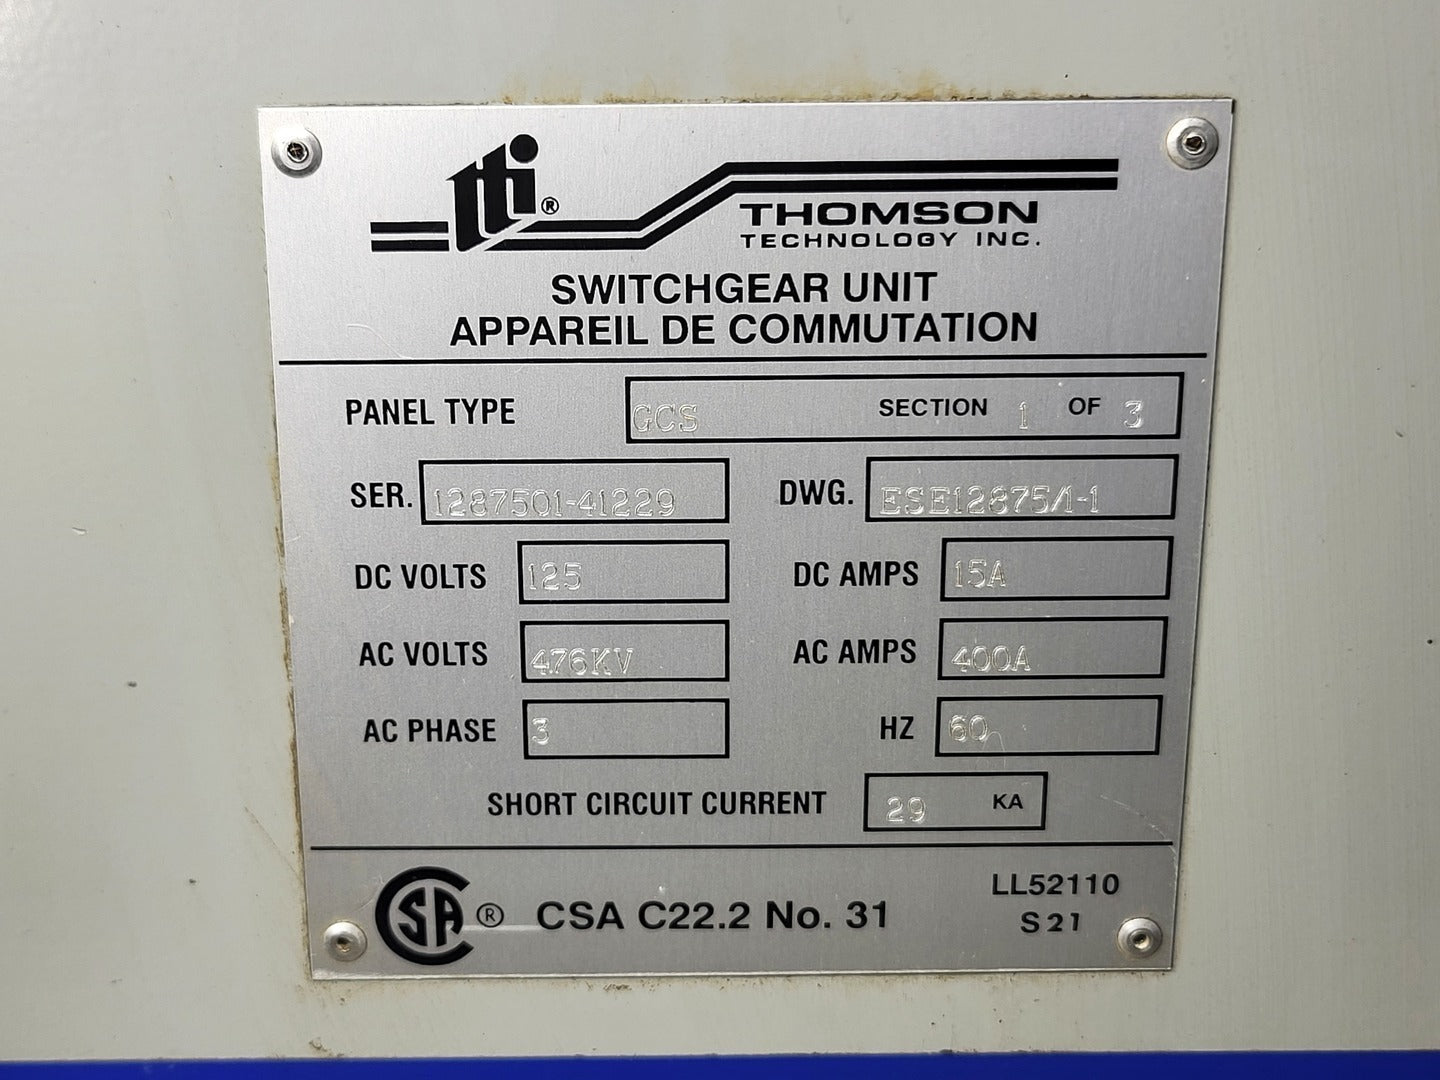 tti®
THOMSON
TECHNOLOGY INC.
SWITCHGEAR UNIT
APPAREIL DE COMMUTATION
PANEL TYPE GCS SECTION 1 OF 3
SER. 1287501-41229 DWG. ESE12875/1-1
DC VOLTS 125 DC AMPS 15A
AC VOLTS 4.76KV AC AMPS 400A
AC PHASE 3 HZ 60
SHORT CIRCUIT CURRENT 29 KA
CSA ® CSA C22.2 No. 31
LL52110
S21